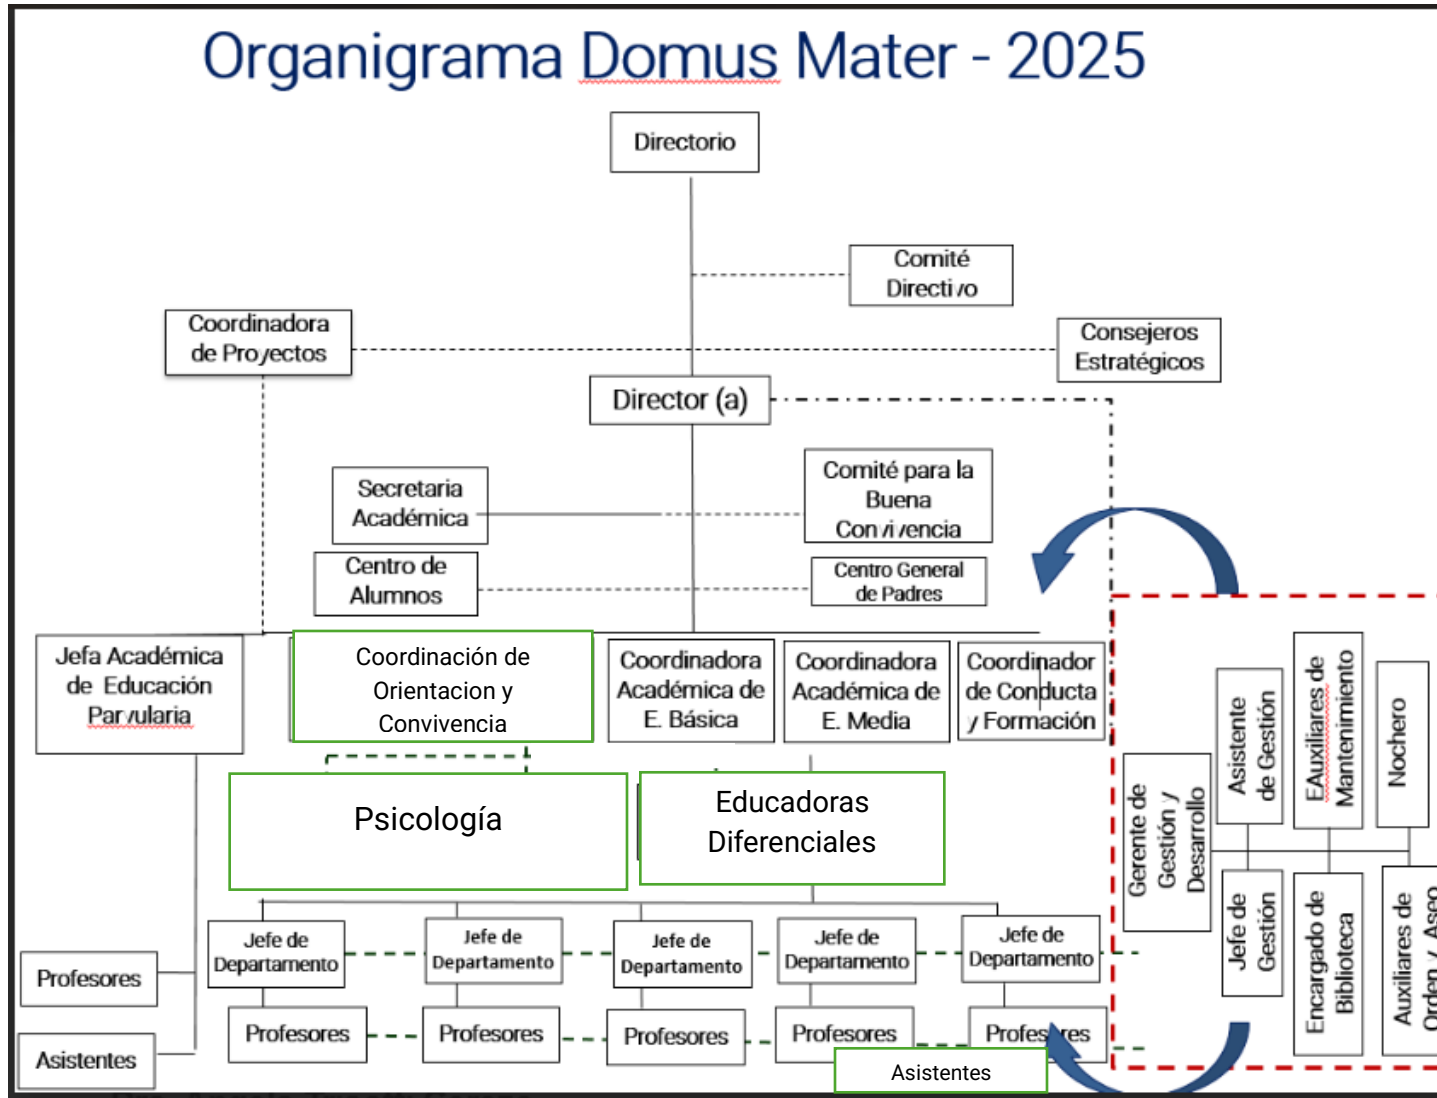 Organigrama Domus Mater - 2025
Directorio
Comité
Directivo
Coordinadora
de Proyectos
Consejeros
Estratégicos
Director (a)
Secretaria
Académica
Comité para la
Buena
Convivencia
Centro de
Alumnos
Centro General
de Padres
Jefa Académica
de Educación
Parvularia
Coordinación de
Orientacion y
Convivencia
Coordinadora
Académica de
E. Básica
Coordinadora
Académica de
E. Media
Coordinador
de Conducta
y Formación
Psicología
Educadoras
Diferenciales
Gerente de
Gestión y
Desarrollo
Asistente
de Gestión
EAuxiliares de
Mantenimiento
Nochero
Jefe de
Gestión
Encargado de
Biblioteca
Auxiliares de
Orden y Aseo
Jefe de
Departamento
Jefe de
Departamento
Jefe de
Departamento
Jefe de
Departamento
Jefe de
Departamento
Profesores
Profesores
Profesores
Profesores
Profesores
Profesores
Asistentes
Asistentes